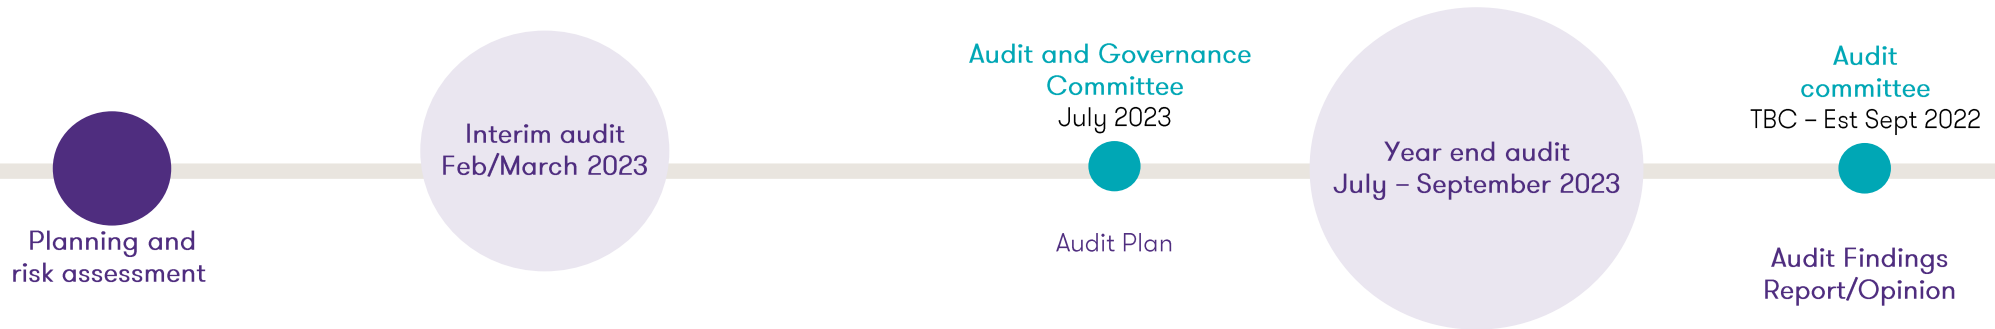 Planning and
risk assessment
Interim audit
Feb/March 2023
Audit and Governance
Committee
July 2023
Audit Plan
Year end audit
July – September 2023
Audit
committee
TBC – Est Sept 2022
Audit Findings
Report/Opinion